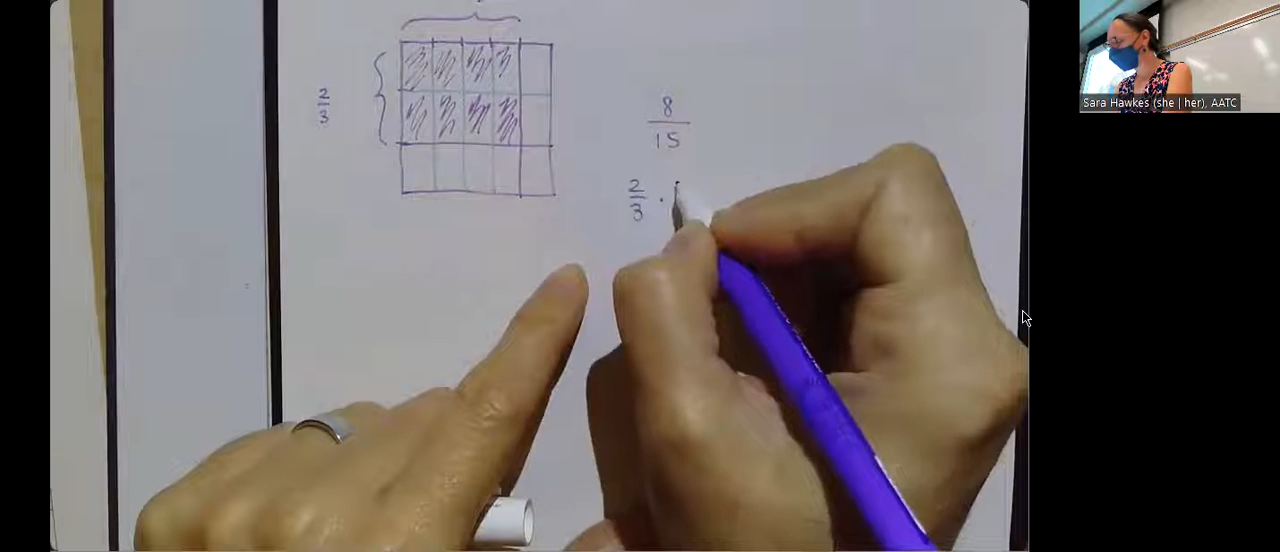 2/3
8/15
2/3 ·
Sara Hawkes (she | her), AATC